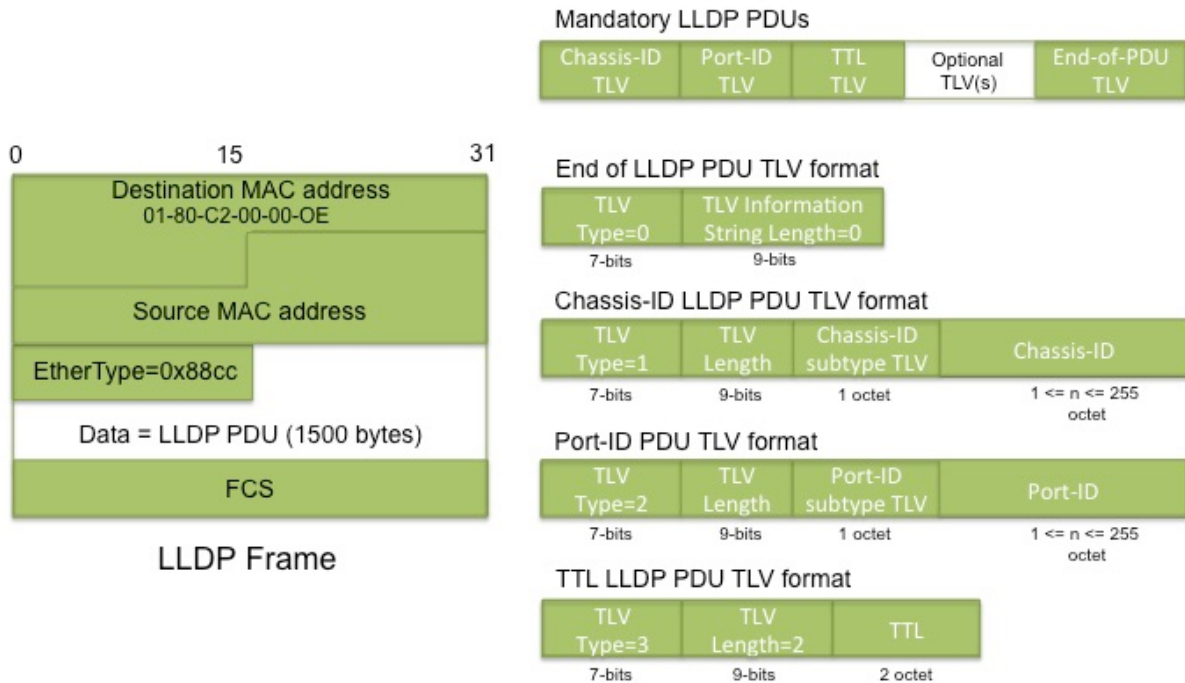 Mandatory LLDP PDUs
Chassis-ID TLV
Port-ID TLV
TTL TLV
Optional TLV(s)
End-of-PDU TLV
0 15 31
Destination MAC address
01-80-C2-00-00-OE
Source MAC address
EtherType=0x88cc
Data = LLDP PDU (1500 bytes)
FCS
LLDP Frame
End of LLDP PDU TLV format
TLV Type=0
TLV Information String Length=0
7-bits 9-bits
Chassis-ID LLDP PDU TLV format
TLV Type=1
TLV Length
Chassis-ID subtype TLV
Chassis-ID
7-bits 9-bits 1 octet 1 <= n <= 255 octet
Port-ID PDU TLV format
TLV Type=2
TLV Length
Port-ID subtype TLV
Port-ID
7-bits 9-bits 1 octet 1 <= n <= 255 octet
TTL LLDP PDU TLV format
TLV Type=3
TLV Length=2
TTL
7-bits 9-bits 2 octet